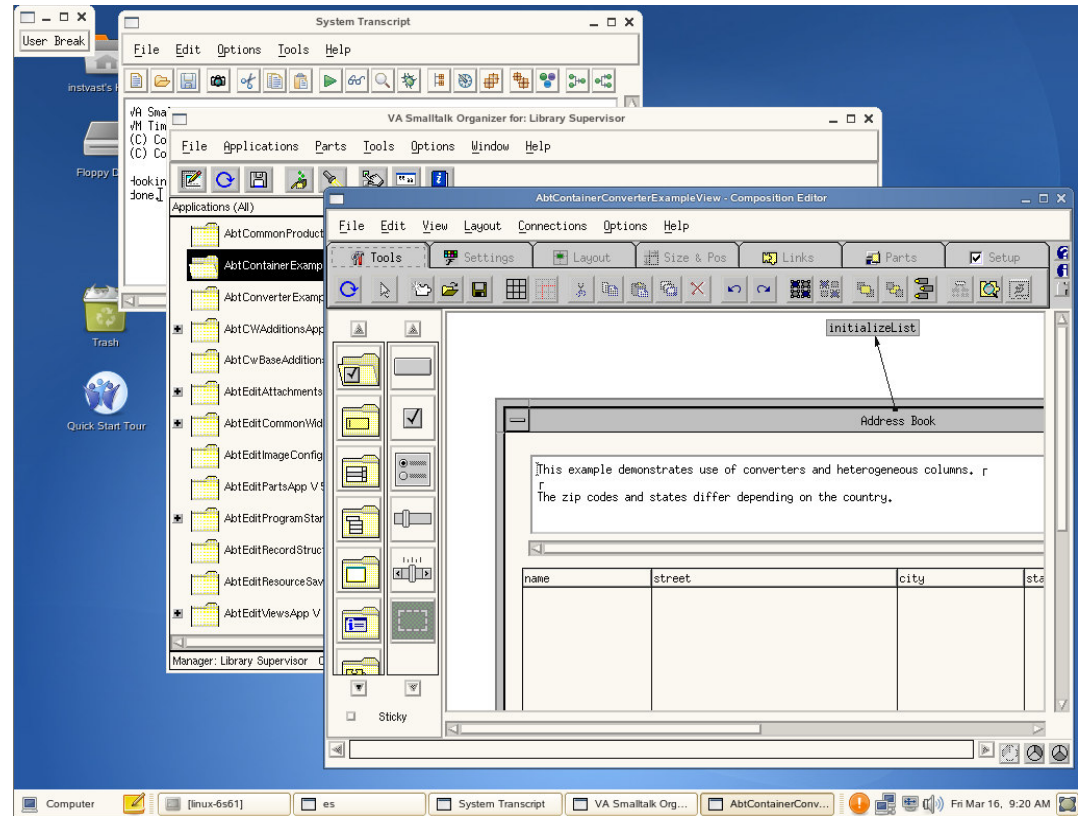 User Break
instvast's
Floppy
Trash
Quick Start Tour
System Transcript
File Edit Options Tools Help
VA Sma
VM Tim
(C) Co
(C) Co
done.
VA Smalltalk Organizer for: Library Supervisor
File Applications Parts Tools Options Window Help
Applications (All)
AbtCommonProduct
AbtContainerExamp
AbtConverterExamp
AbtCWAdditionsApp
AbtCwBaseAddition
AbtEditAttachments
AbtEditCommonWid
AbtEditImageConfig
AbtEditPartsApp V
AbtEditProgramStar
AbtEditRecordStruc
AbtEditResourceSav
AbtEditViewsApp V
Manager: Library Supervisor
AbtContainerConverterExampleView - Composition Editor
File Edit View Layout Connections Options Help
Tools Settings Layout Size & Pos Links Parts Setup
initializeList
Address Book
This example demonstrates use of converters and heterogeneous columns.
The zip codes and states differ depending on the country.
name street city sta
Sticky
Computer [linux-6s61] es System Transcript VA Smalltalk Org... AbtContainerConv... Fri Mar 16, 9:20 AM